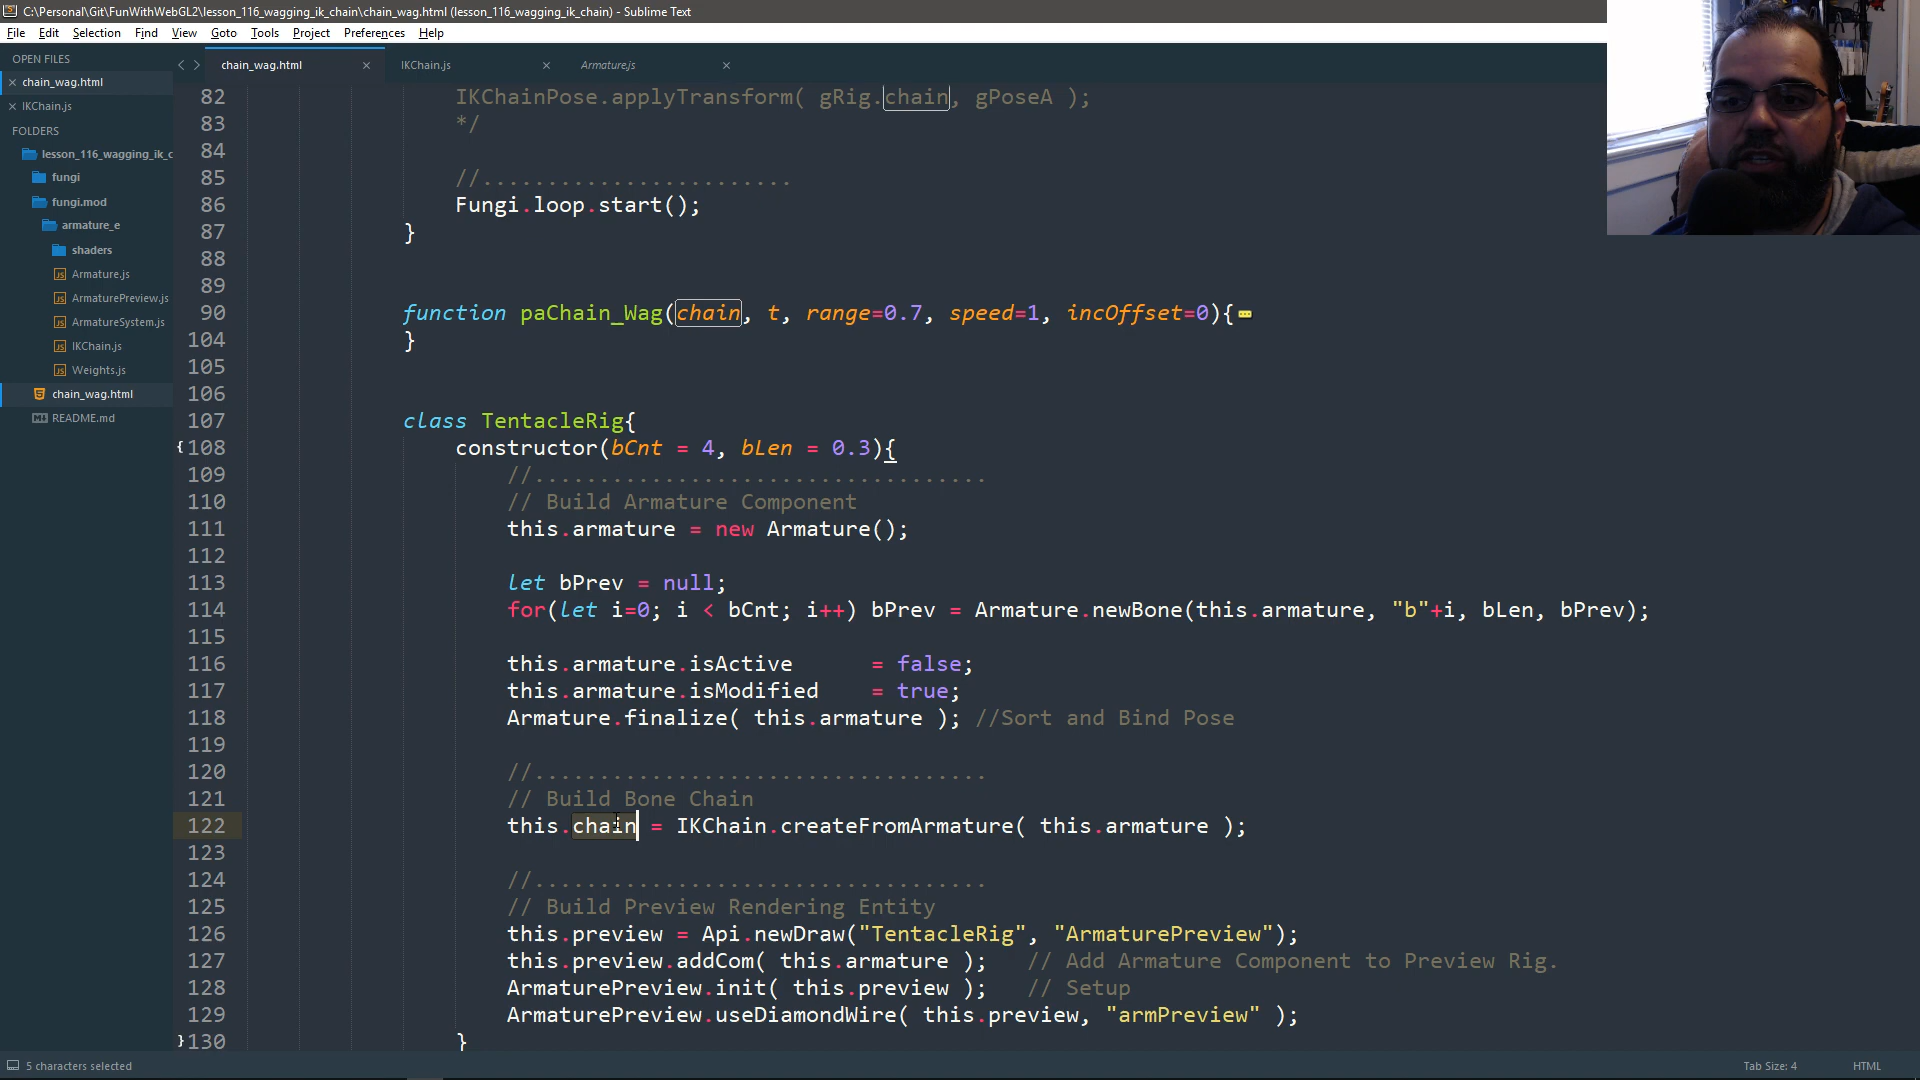 C:\Personal\Git\FunWithWebGL2\lesson_116_wagging_ik_chain\chain_wag.html (lesson_116_wagging_ik_chain) - Sublime Text
File Edit Selection Find View Goto Tools Project Preferences Help
OPEN FILES
chain_wag.html
IKChain.js
FOLDERS
lesson_116_wagging_ik_c
fungi
fungi.mod
armature_e
shaders
Armature.js
ArmaturePreview.js
ArmatureSystem.js
IKChain.js
Weights.js
chain_wag.html
README.md
chain_wag.html IKChain.js Armature.js
82 IKChainPose.applyTransform( gRig.chain, gPoseA );
83 */
84
85 //........................
86 Fungi.loop.start();
87 }
88
89
90 function paChain_Wag(chain, t, range=0.7, speed=1, incOffset=0){
104 }
105
106
107 class TentacleRig{
108 constructor(bCnt = 4, bLen = 0.3){
109 //...................................
110 // Build Armature Component
111 this.armature = new Armature();
112
113 let bPrev = null;
114 for(let i=0; i < bCnt; i++) bPrev = Armature.newBone(this.armature, "b"+i, bLen, bPrev);
115
116 this.armature.isActive = false;
117 this.armature.isModified = true;
118 Armature.finalize( this.armature ); //Sort and Bind Pose
119
120 //...................................
121 // Build Bone Chain
122 this.chain = IKChain.createFromArmature( this.armature );
123
124 //...................................
125 // Build Preview Rendering Entity
126 this.preview = Api.newDraw("TentacleRig", "ArmaturePreview");
127 this.preview.addCom( this.armature ); // Add Armature Component to Preview Rig.
128 ArmaturePreview.init( this.preview ); // Setup
129 ArmaturePreview.useDiamondWire( this.preview, "armPreview" );
130 }
5 characters selected
Tab Size: 4
HTML